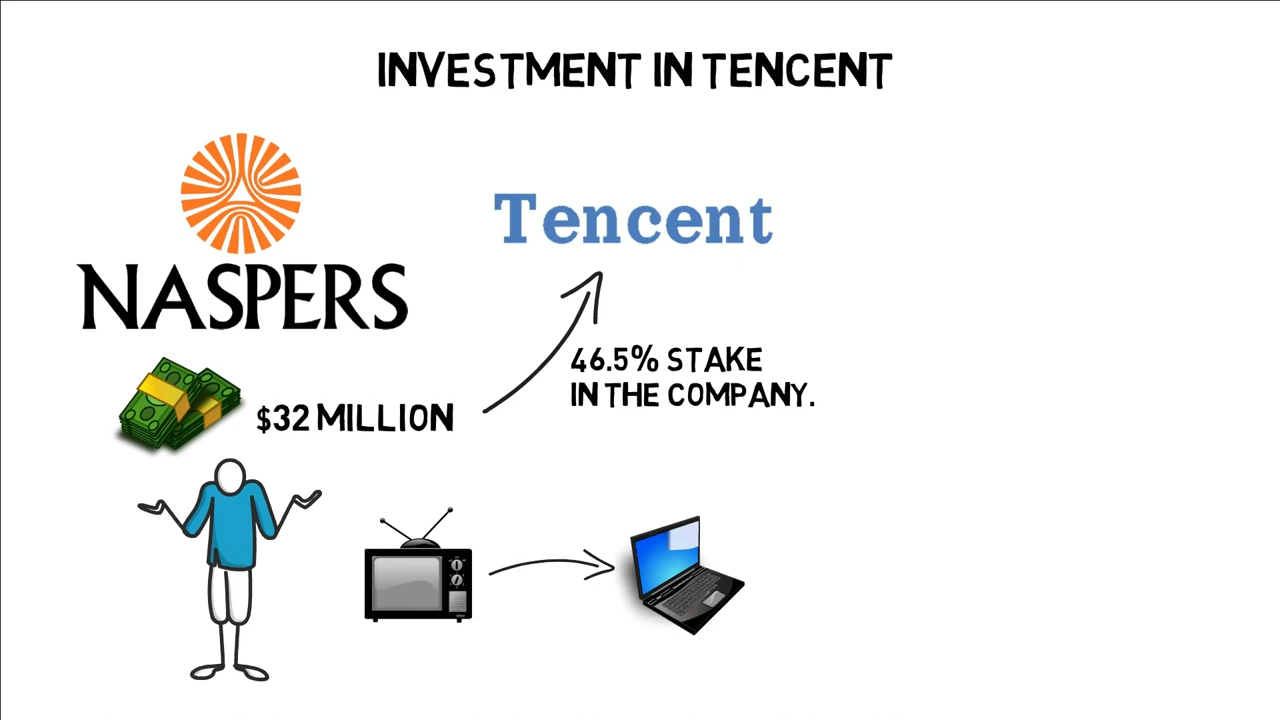 INVESTMENT IN TENCENT
NASPERS
Tencent
$32 MILLION
46.5% STAKE
IN THE COMPANY.